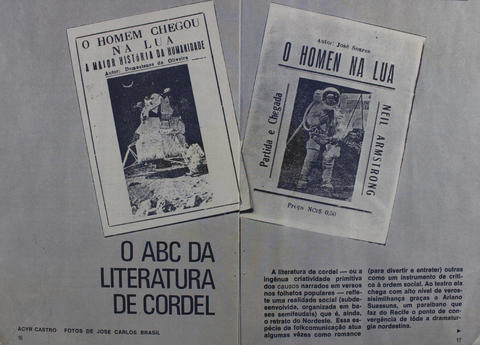 O HOMEM CHEGOU
NA LUA
A MAIOR HISTÓRIA DA HUMANIDADE
Autor: Dumerieno de Oliveira
Autor: José Soares
O HOMEN NA LUA
Partida e Chegada
NEIL ARMSTRONG
Preço NCr$ 0,50
O ABC DA
LITERATURA
DE CORDEL
ACYR CASTRO FOTOS DE JOSE CARLOS BRASIL
16
A literatura de cordel — ou a
ingênua criatividade primitiva
dos causos narrados em versos
nos folhetos populares — refle-
te uma realidade social (subde-
senvolvida, organizada em ba-
ses semifeudais) que é, ainda,
o retrato do Nordeste. Essa es-
pécie da folkcomunicação atua
algumas vêzes como romance
(para divertir e entreter) outras
como um instrumento de críti-
ca à ordem social. Ao teatro ela
chega com alto nível de veros-
sisimilhança graças a Ariano
Suassuna, um paraibano que
faz do Recife o ponto de con-
vergência de tôda a dramatur-
gia nordestina.
17